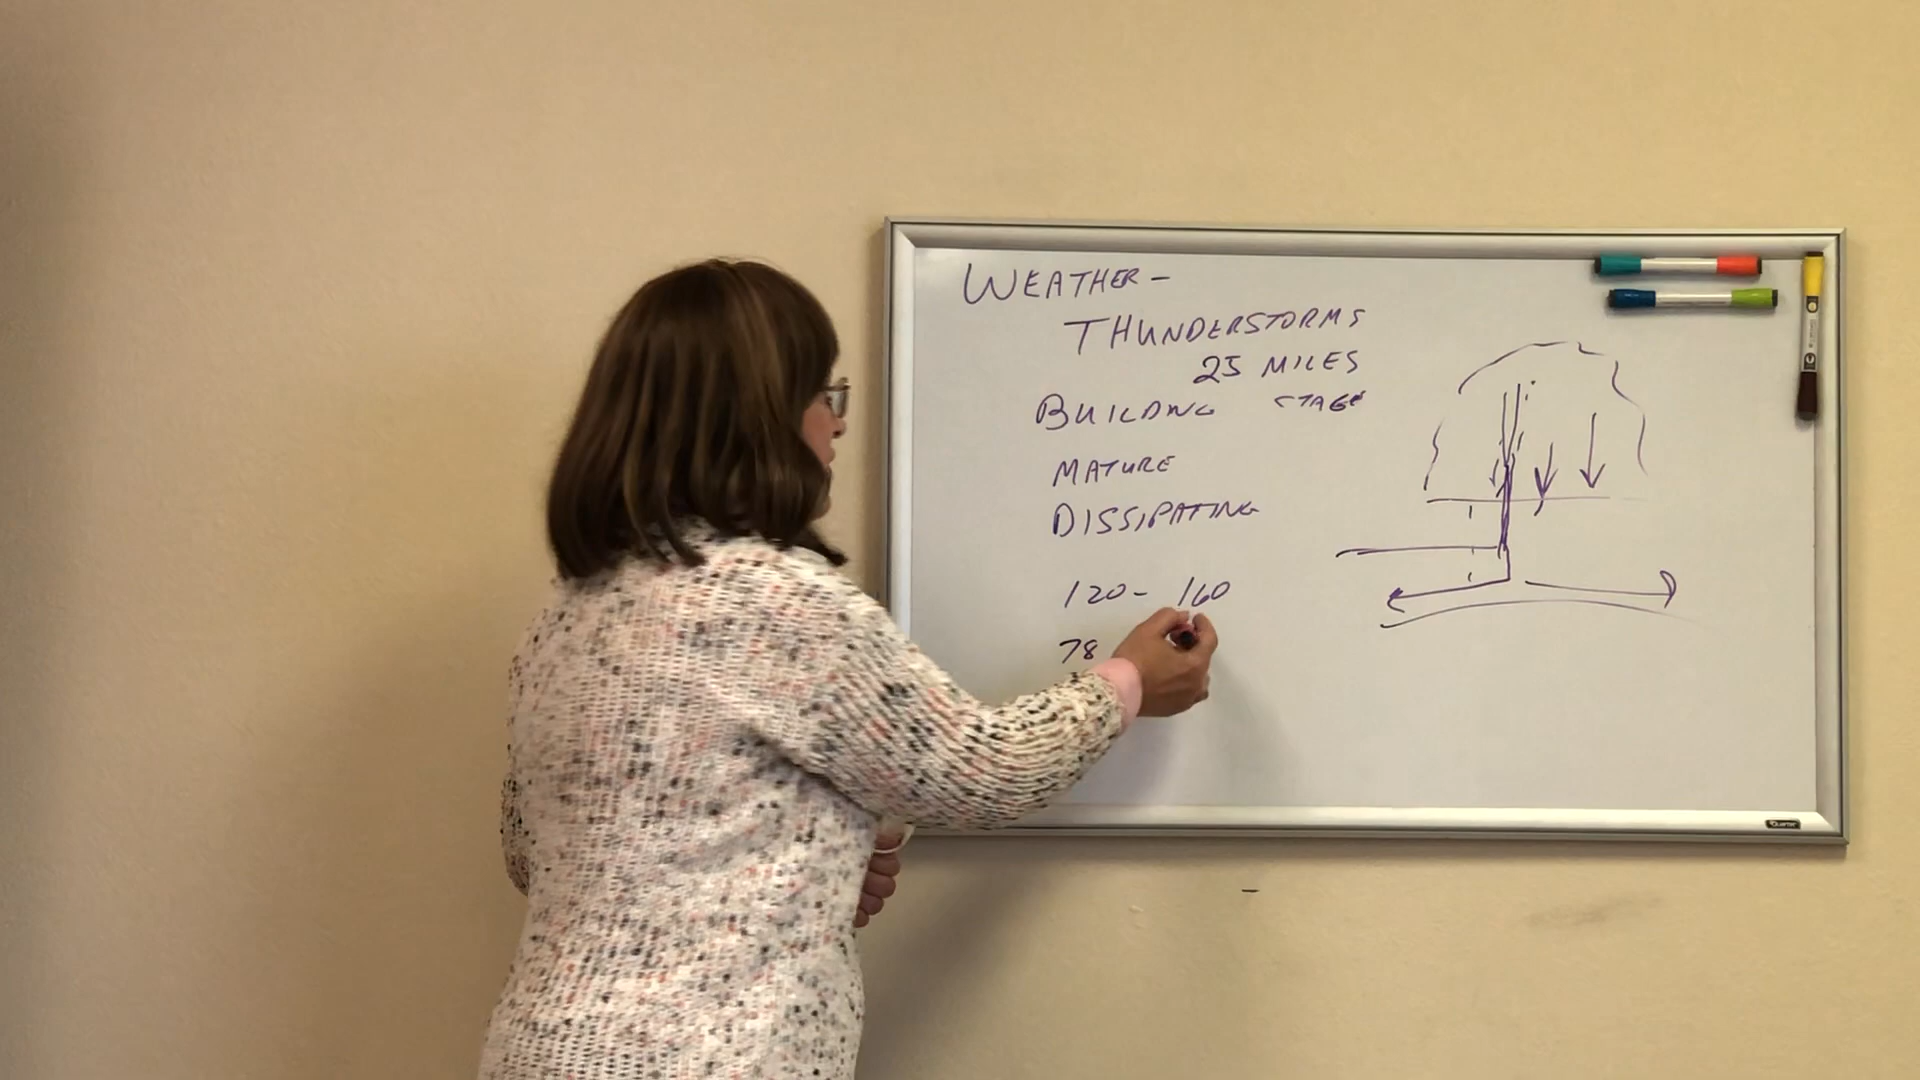 WEATHER -
THUNDERSTORMS
25 MILES
BUILDING STAGE
MATURE
DISSIPATING
120 - 160
78